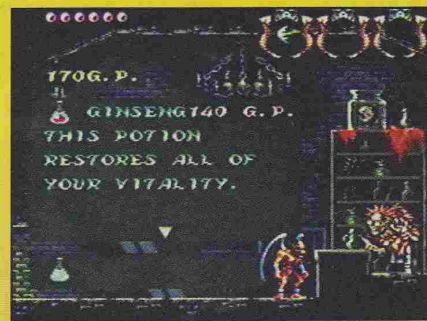 170G.P.
GINSENG140 G.P.
THIS POTION
RESTORES ALL OF
YOUR VITALITY.